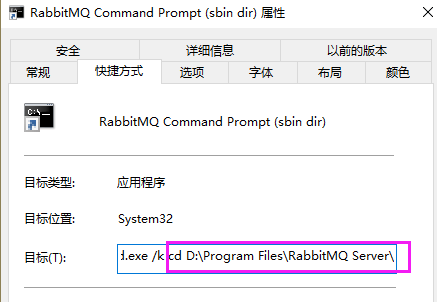 RabbitMQ Command Prompt (sbin dir) 属性
安全 详细信息 以前的版本
常规 快捷方式 选项 字体 布局 颜色
C:\
RabbitMQ Command Prompt (sbin dir)
目标类型: 应用程序
目标位置: System32
目标(T): d.exe /k cd D:\Program Files\RabbitMQ Server\